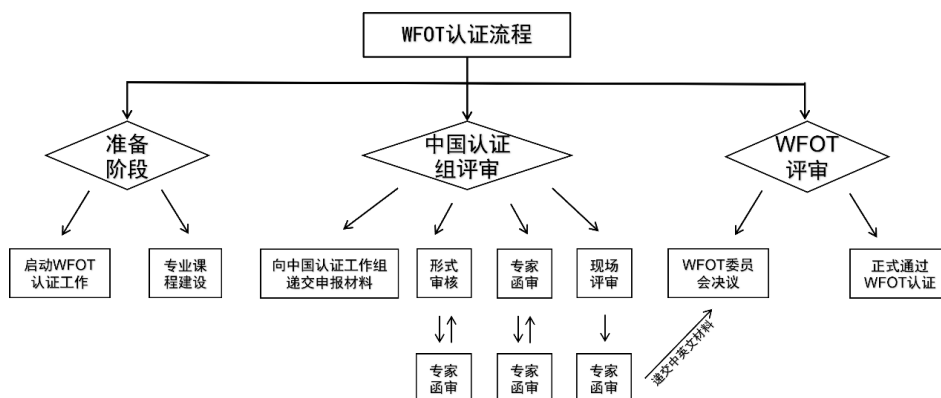 WFOT认证流程
准备
阶段
中国认证
组评审
WFOT
评审
启动WFOT
认证工作
专业课
程建设
向中国认证工作组
递交申报材料
形式
审核
专家
函审
现场
评审
WFOT委员
会决议
正式通过
WFOT认证
专家
函审
专家
函审
专家
函审
递交中英文材料